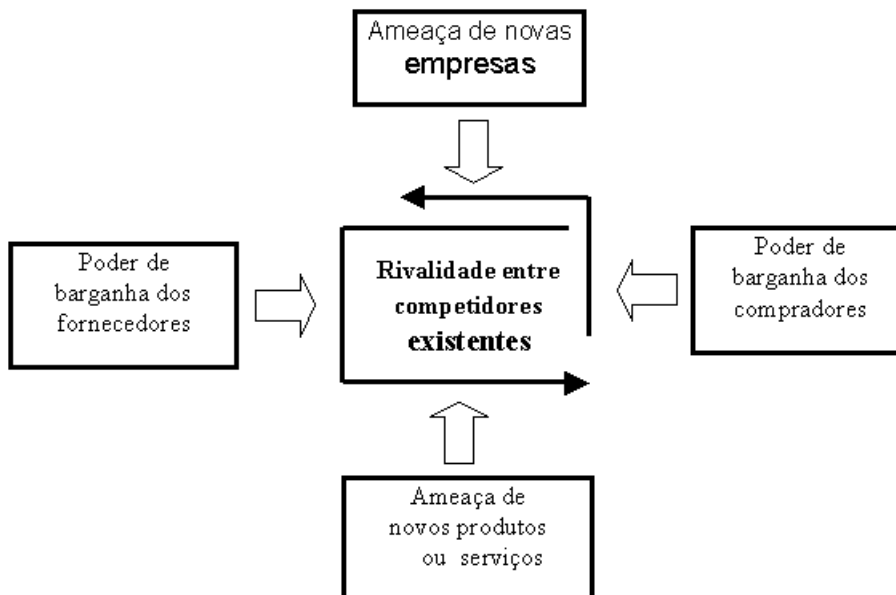 Ameaça de novas
empresas
Poder de
barganha dos
fornecedores
Rivalidade entre
competidores
existentes
Poder de
barganha dos
compradores
Ameaça de
novos produtos
ou serviços